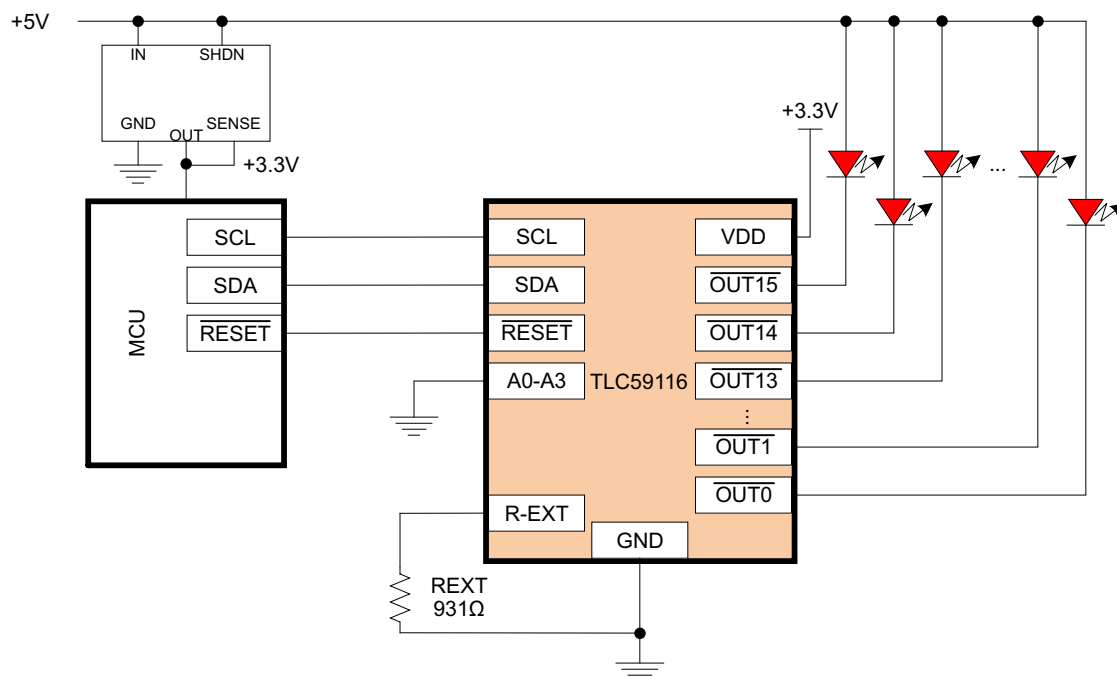 +5V
IN
SHDN
GND
OUT
SENSE
+3.3V
+3.3V
...
MCU
SCL
SDA
RESET
SCL
SDA
RESET
A0-A3
R-EXT
TLC59116
GND
VDD
OUT15
OUT14
OUT13
...
OUT1
OUT0
REXT
931Ω